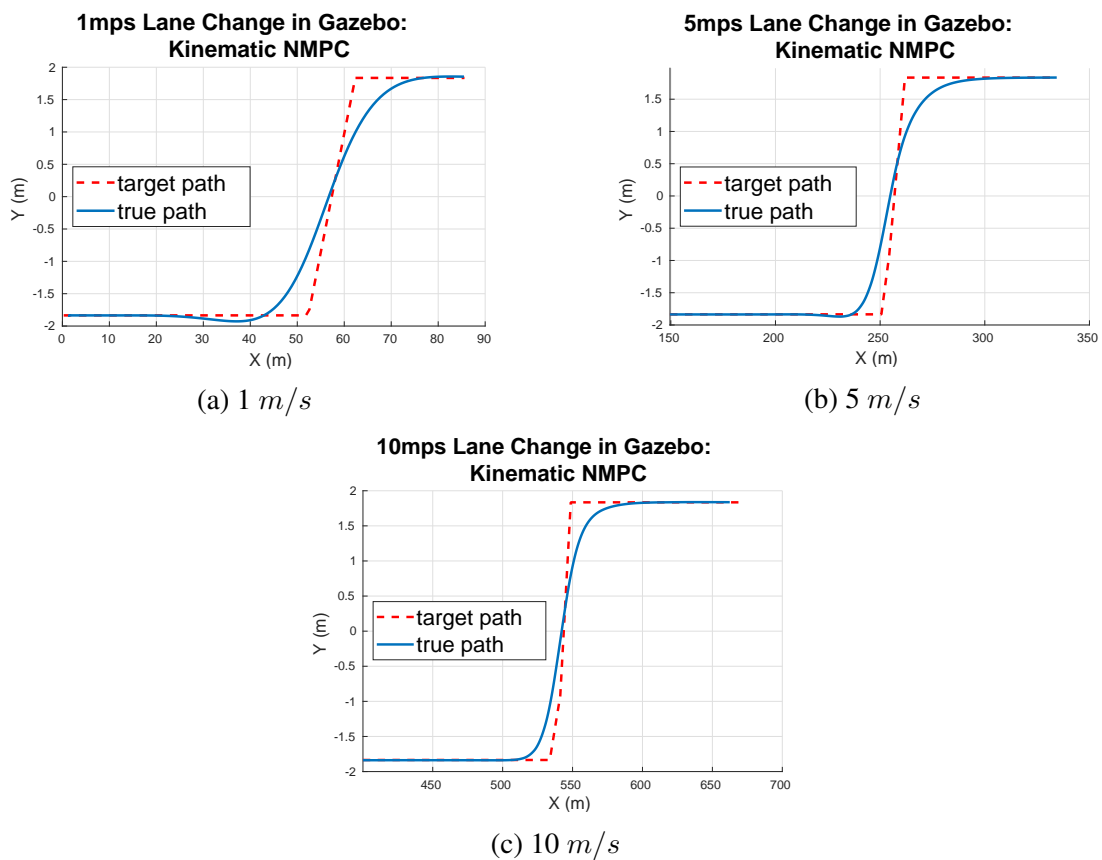 1mps Lane Change in Gazebo:
Kinematic NMPC
2
1.5
1
0.5
0
-0.5
-1
-1.5
-2
Y (m)
target path
true path
0 10 20 30 40 50 60 70 80 90
X (m)
(a) 1 m/s
5mps Lane Change in Gazebo:
Kinematic NMPC
1.5
1
0.5
0
-0.5
-1
-1.5
-2
Y (m)
target path
true path
150 200 250 300 350
X (m)
(b) 5 m/s
10mps Lane Change in Gazebo:
Kinematic NMPC
2
1.5
1
0.5
0
-0.5
-1
-1.5
-2
Y (m)
target path
true path
450 500 550 600 650 700
X (m)
(c) 10 m/s